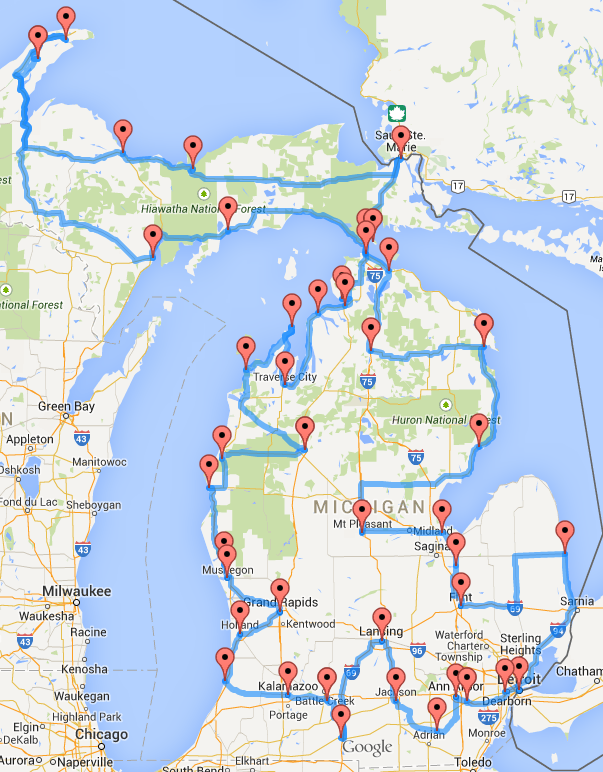 Sault Ste.
Marie
17
17
est
Hiawatha National Forest
ational Forest
75
Traverse City
75
Green Bay
43
Appleton
Oshkosh
Manitowoc
Huron National Forest
75
Fond du Lac
Sheboygan
MICHIGAN
Mt Pleasant
Midland
Saginaw
43
Muskegon
Milwaukee
Waukesha
Flint
69
Sarnia
Grand Rapids
Holland
Kentwood
Racine
43
Lansing
94
Sterling
Heights
Waterford
Charter
Township
96
Kenosha
Chatham
Kalamazoo
69
Jackson
Ann Arbor
Detroit
Waukegan
Battle Creek
Dearborn
Portage
Highland Park
275
Adrian
Elgin
DeKalb
Chicago
Google
Toledo
Aurora
Naperville
Elkhart
South Bend